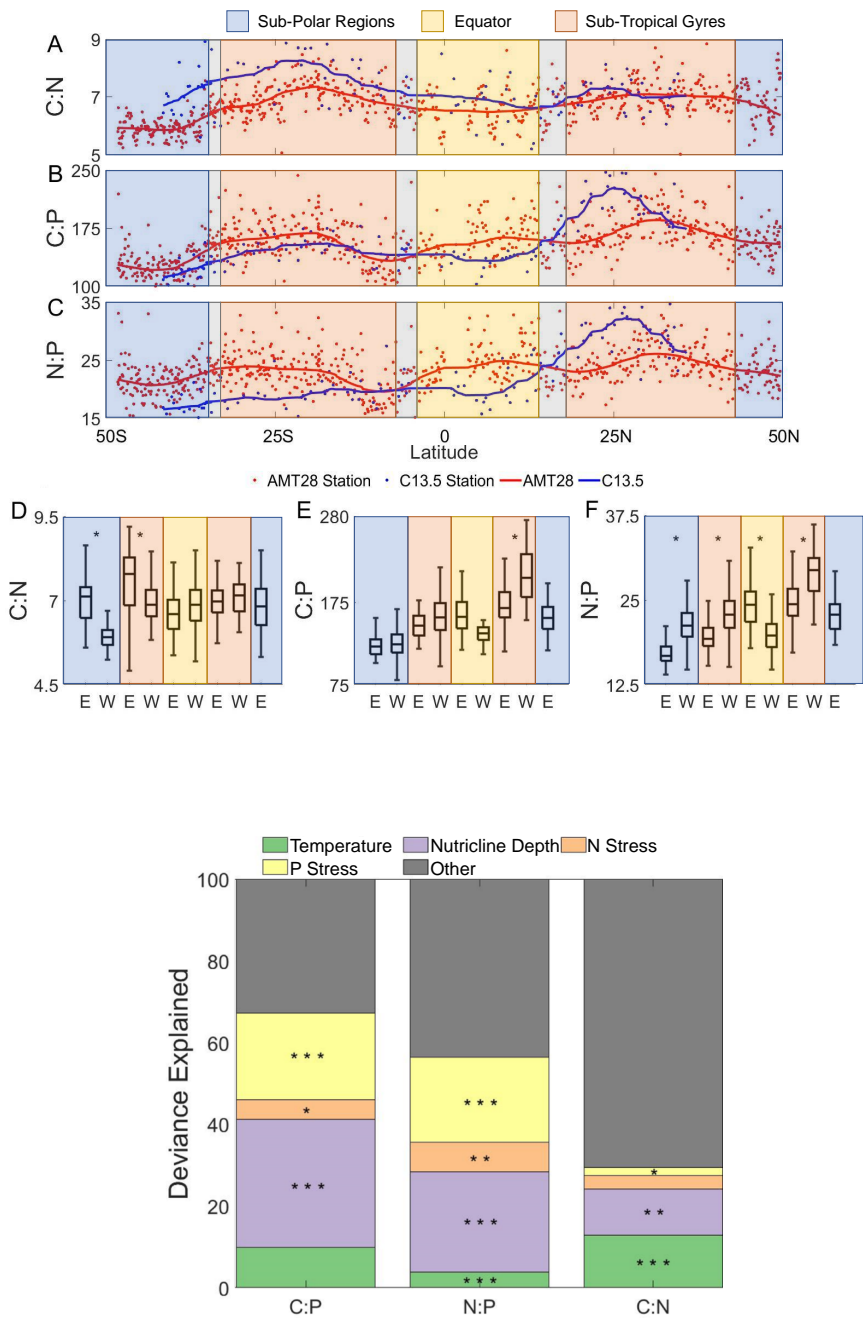 Sub-Polar Regions Equator Sub-Tropical Gyres
A
9
7
5
C:N
B
250
175
100
C:P
C
35
25
15
N:P
50S 25S 0 25N 50N
Latitude
AMT28 Station C13.5 Station AMT28 C13.5
D
9.5
7
4.5
C:N
* *
E W E W E W E W E
E
280
175
75
C:P
*
E W E W E W E W E
F
37.5
25
12.5
N:P
* * * *
E W E W E W E W E
Temperature Nutricline Depth N Stress
P Stress Other
100
80
60
40
20
0
Deviance Explained
* * *
*
* * *
* * *
* *
* * *
* * *
*
* *
* * *
C:P N:P C:N